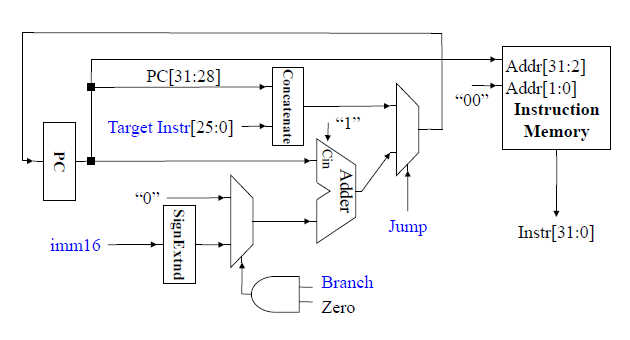 PC[31:28]
Concatenate
Addr[31:2]
Addr[1:0]
“00”
Instruction
Memory
Target Instr[25:0]
“1”
Cin
Adder
PC
“0”
SignExtnd
imm16
Jump
Instr[31:0]
Branch
Zero